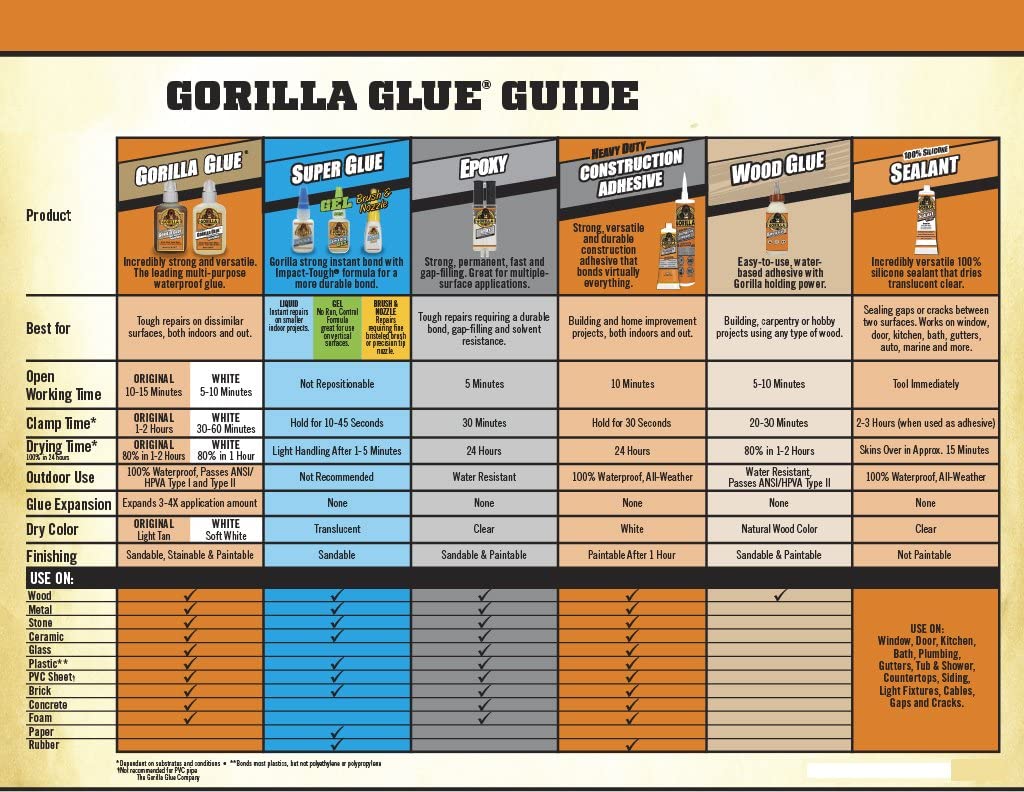 GORILLA GLUE® GUIDE
Product
GORILLA GLUE®
Incredibly strong and versatile.
The leading multi-purpose
waterproof glue.
SUPER GLUE
GEL
Brush &
Nozzle
Gorilla strong instant bond with
Impact-Tough® formula for a
more durable bond.
EPOXY
Strong, permanent, fast and
gap-filling. Great for multiple-
surface applications.
HEAVY DUTY
CONSTRUCTION
ADHESIVE
Strong, versatile
and durable
construction
adhesive that
bonds virtually
everything.
WOOD GLUE
Easy-to-use, water-
based adhesive with
Gorilla holding power.
100% SILICONE
SEALANT
Incredibly versatile 100%
silicone sealant that dries
translucent clear.
Best for
Tough repairs on dissimilar
surfaces, both indoors and out.
LIQUID
Instant repairs
on smaller
indoor projects.
GEL
No Run, Control
Formula
great for use
on vertical
surfaces.
BRUSH &
NOZZLE
Repairs
requiring fine
bristeled brush
or precision tip
nozzle.
Tough repairs requiring a durable
bond, gap-filling and solvent
resistance.
Building and home improvement
projects, both indoors and out.
Building, carpentry or hobby
projects using any type of wood.
Sealing gaps or cracks between
two surfaces. Works on window,
door, kitchen, bath, gutters,
auto, marine and more.
Open
Working Time
ORIGINAL
10-15 Minutes
WHITE
5-10 Minutes
Not Repositionable
5 Minutes
10 Minutes
5-10 Minutes
Tool Immediately
Clamp Time*
ORIGINAL
1-2 Hours
WHITE
30-60 Minutes
Hold for 10-45 Seconds
30 Minutes
Hold for 30 Seconds
20-30 Minutes
2-3 Hours (when used as adhesive)
Drying Time*
100% in 24 hours
ORIGINAL
80% in 1-2 Hours
WHITE
80% in 1 Hour
Light Handling After 1-5 Minutes
24 Hours
24 Hours
80% in 1-2 Hours
Skins Over in Approx. 15 Minutes
Outdoor Use
100% Waterproof, Passes ANSI/
HPVA Type I and Type II
Not Recommended
Water Resistant
100% Waterproof, All-Weather
Water Resistant,
Passes ANSI/HPVA Type II
100% Waterproof, All-Weather
Glue Expansion
Expands 3-4X application amount
None
None
None
None
None
Dry Color
ORIGINAL
Light Tan
WHITE
Soft White
Translucent
Clear
White
Natural Wood Color
Clear
Finishing
Sandable, Stainable & Paintable
Sandable
Sandable & Paintable
Paintable After 1 Hour
Sandable & Paintable
Not Paintable
USE ON:
Wood
Metal
Stone
Ceramic
Glass
Plastic**
PVC Sheet†
Brick
Concrete
Foam
Paper
Rubber
USE ON:
Window, Door, Kitchen,
Bath, Plumbing,
Gutters, Tub & Shower,
Countertops, Siding,
Light Fixtures, Cables,
Gaps and Cracks.
*Dependant on substrates and conditions • **Bonds most plastics, but not polyethylene or polypropylene
†Not recommended for PVC pipe
The Gorilla Glue Company